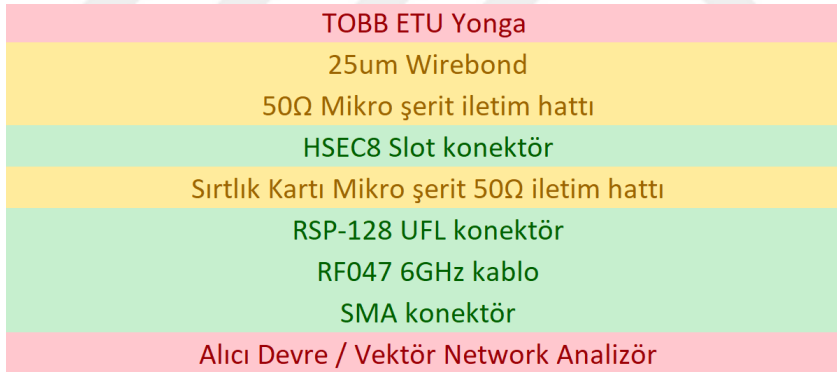 TOBB ETU Yonga
25um Wirebond
50Ω Mikro şerit iletim hattı
HSEC8 Slot konektör
Sırtlık Kartı Mikro şerit 50Ω iletim hattı
RSP-128 UFL konektör
RF047 6GHz kablo
SMA konektör
Alıcı Devre / Vektör Network Analizör